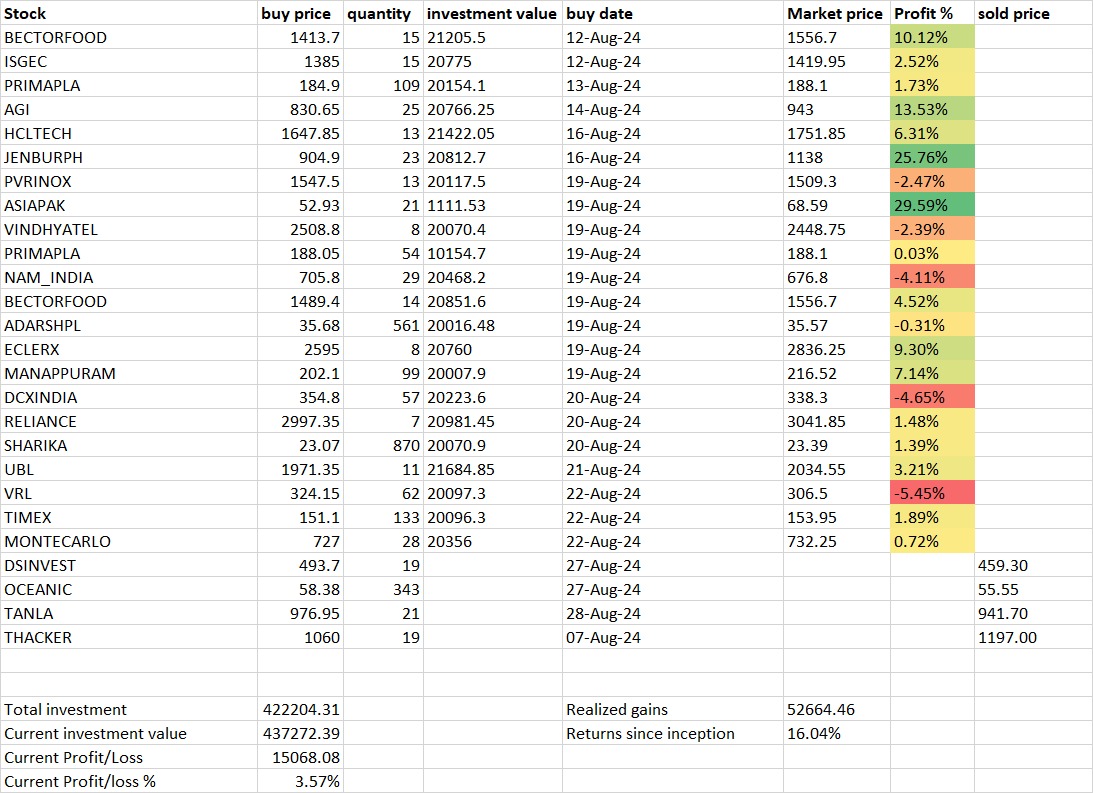 Stock buy price quantity investment value buy date Market price Profit % sold price
BECTORFOOD 1413.7 15 21205.5 12-Aug-24 1556.7 10.12%
ISGEC 1385 15 20775 12-Aug-24 1419.95 2.52%
PRIMAPLA 184.9 109 20154.1 13-Aug-24 188.1 1.73%
AGI 830.65 25 20766.25 14-Aug-24 943 13.53%
HCLTECH 1647.85 13 21422.05 16-Aug-24 1751.85 6.31%
JENBURPH 904.9 23 20812.7 16-Aug-24 1138 25.76%
PVRINOX 1547.5 13 20117.5 19-Aug-24 1509.3 -2.47%
ASIAPAK 52.93 21 1111.53 19-Aug-24 68.59 29.59%
VINDHYATEL 2508.8 8 20070.4 19-Aug-24 2448.75 -2.39%
PRIMAPLA 188.05 54 10154.7 19-Aug-24 188.1 0.03%
NAM_INDIA 705.8 29 20468.2 19-Aug-24 676.8 -4.11%
BECTORFOOD 1489.4 14 20851.6 19-Aug-24 1556.7 4.52%
ADARSHPL 35.68 561 20016.48 19-Aug-24 35.57 -0.31%
ECLERX 2595 8 20760 19-Aug-24 2836.25 9.30%
MANAPPURAM 202.1 99 20007.9 19-Aug-24 216.52 7.14%
DCXINDIA 354.8 57 20223.6 20-Aug-24 338.3 -4.65%
RELIANCE 2997.35 7 20981.45 20-Aug-24 3041.85 1.48%
SHARIKA 23.07 870 20070.9 20-Aug-24 23.39 1.39%
UBL 1971.35 11 21684.85 21-Aug-24 2034.55 3.21%
VRL 324.15 62 20097.3 22-Aug-24 306.5 -5.45%
TIMEX 151.1 133 20096.3 22-Aug-24 153.95 1.89%
MONTECARLO 727 28 20356 22-Aug-24 732.25 0.72%
DSINVEST 493.7 19 27-Aug-24 459.30
OCEANIC 58.38 343 27-Aug-24 55.55
TANLA 976.95 21 28-Aug-24 941.70
THACKER 1060 19 07-Aug-24 1197.00
Total investment 422204.31 Realized gains 52664.46
Current investment value 437272.39 Returns since inception 16.04%
Current Profit/Loss 15068.08
Current Profit/loss % 3.57%